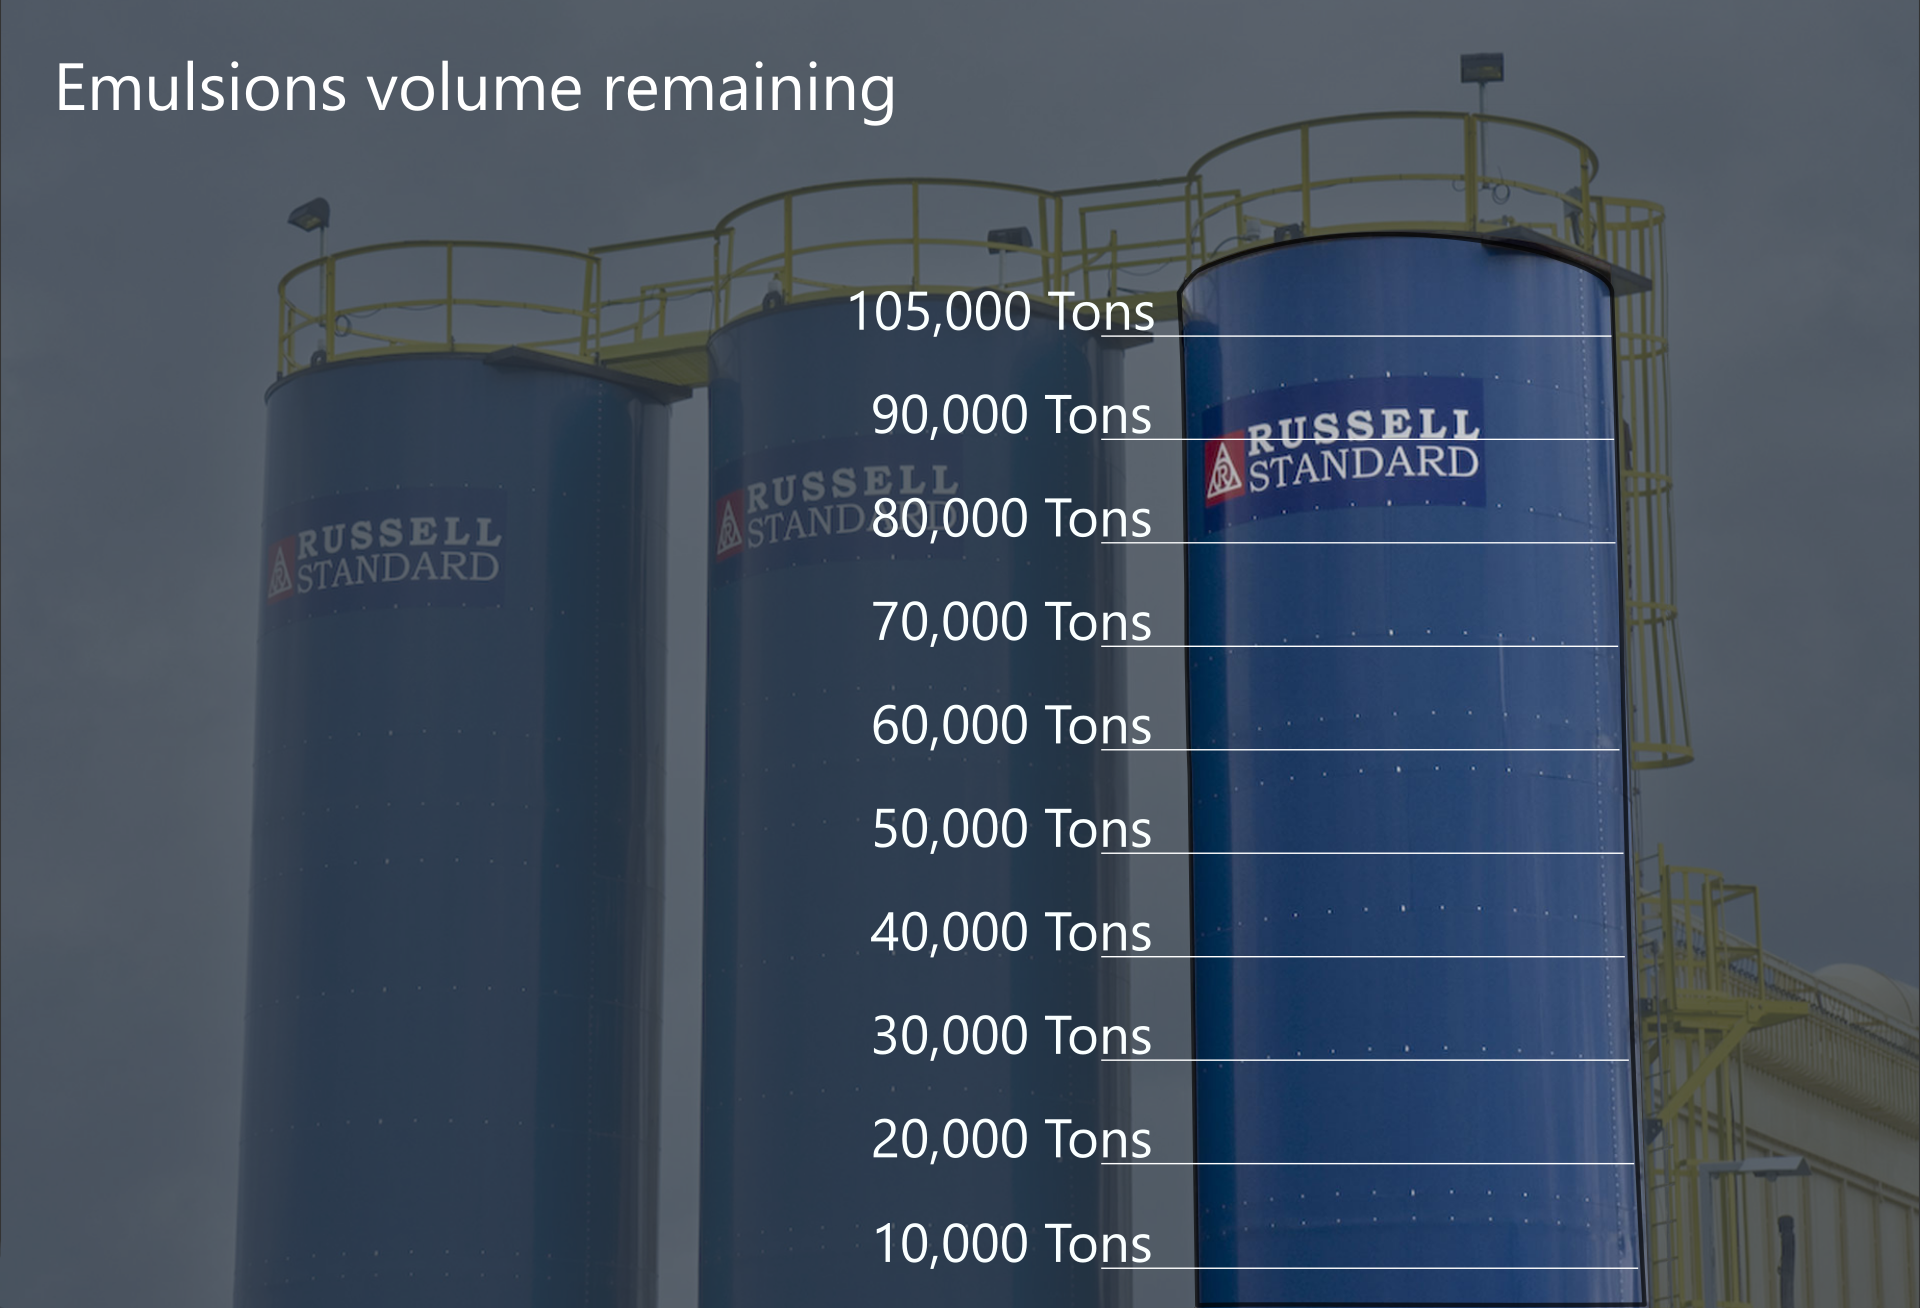 Emulsions volume remaining
105,000 Tons
90,000 Tons
80,000 Tons
70,000 Tons
60,000 Tons
50,000 Tons
40,000 Tons
30,000 Tons
20,000 Tons
10,000 Tons
RUSSELL
STANDARD
RUSSELL
STANDARD
R RUSSELL
STANDARD